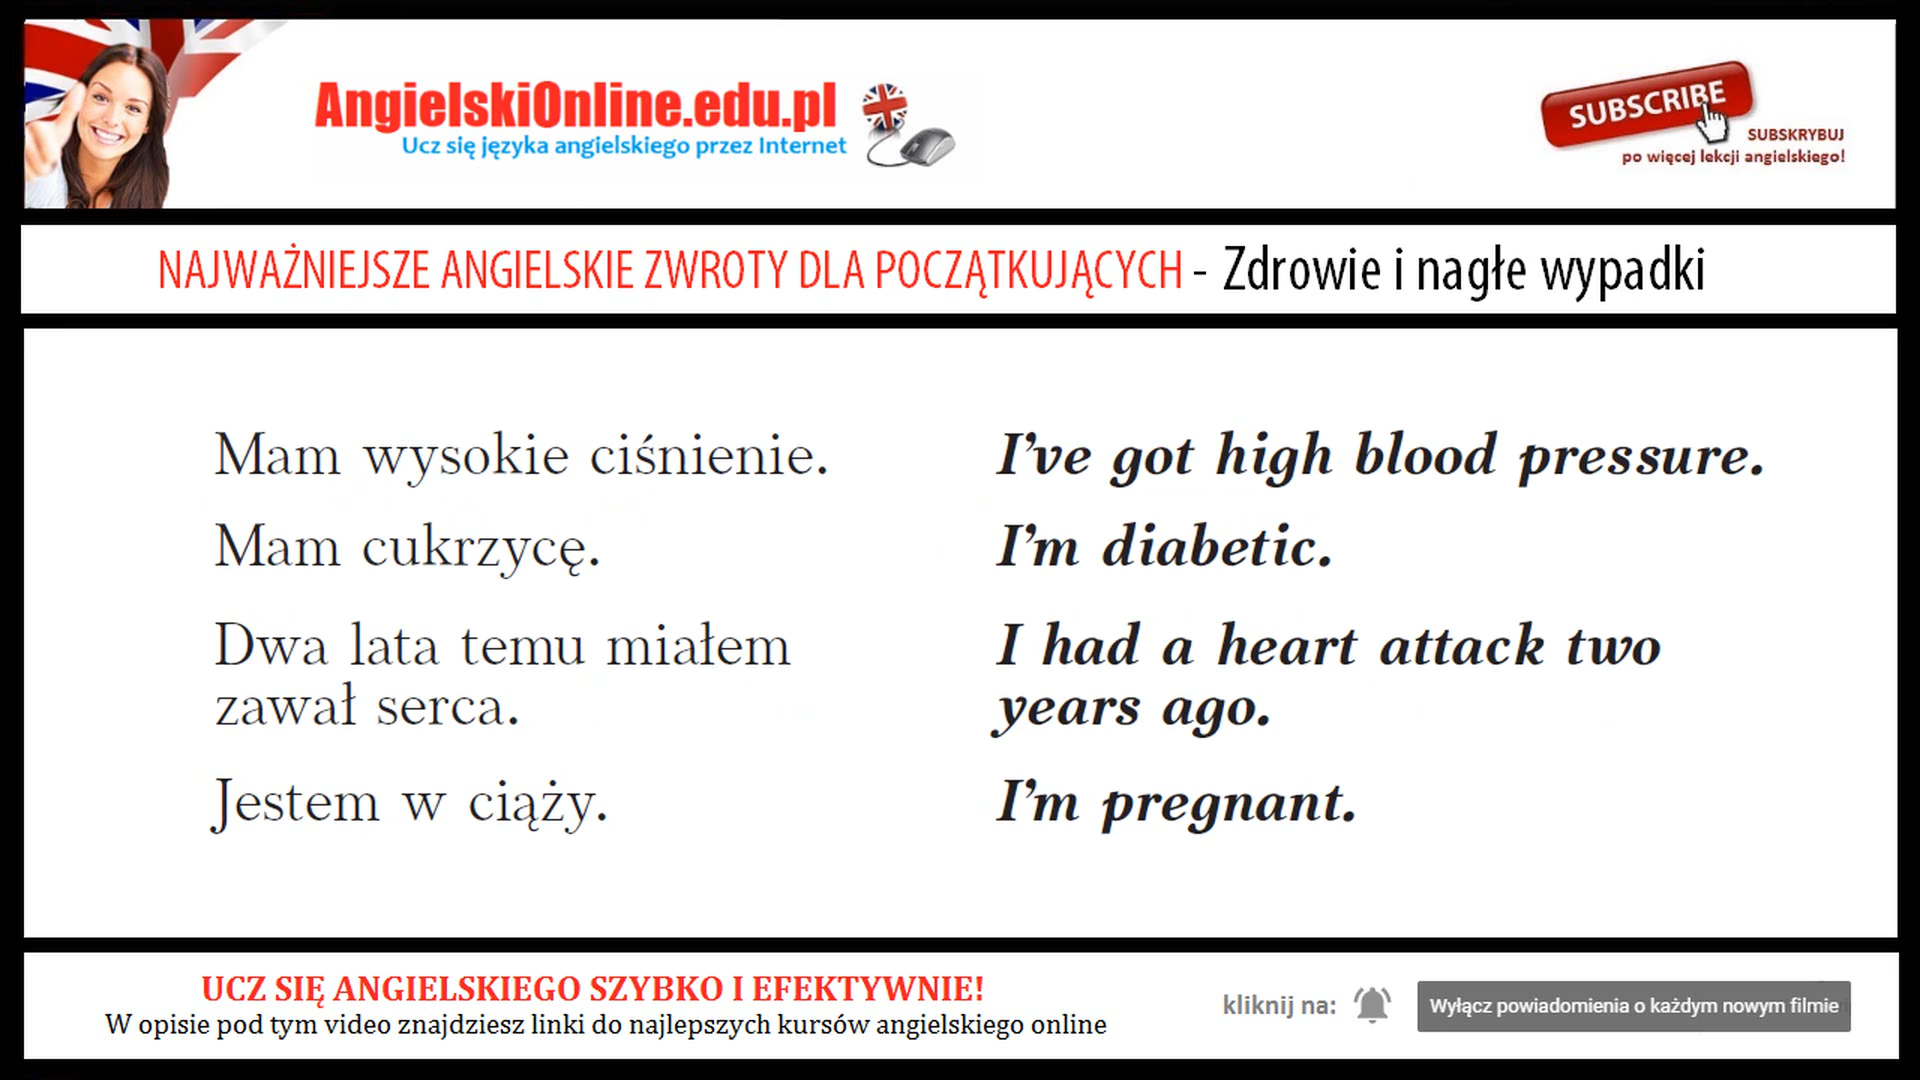 AngielskiOnline.edu.pl
Ucz się języka angielskiego przez Internet
SUBSCRIBE
SUBSKRYBUJ
po więcej lekcji angielskiego!
NAJWAŻNIEJSZE ANGIELSKIE ZWROTY DLA POCZĄTKUJĄCYCH - Zdrowie i nagłe wypadki
Mam wysokie ciśnienie.
I've got high blood pressure.
Mam cukrzycę.
I'm diabetic.
Dwa lata temu miałem
zawał serca.
I had a heart attack two
years ago.
Jestem w ciąży.
I'm pregnant.
UCZ SIĘ ANGIELSKIEGO SZYBKO I EFEKTYWNIE!
W opisie pod tym video znajdziesz linki do najlepszych kursów angielskiego online
kliknij na:
Wyłącz powiadomienia o każdym nowym filmie